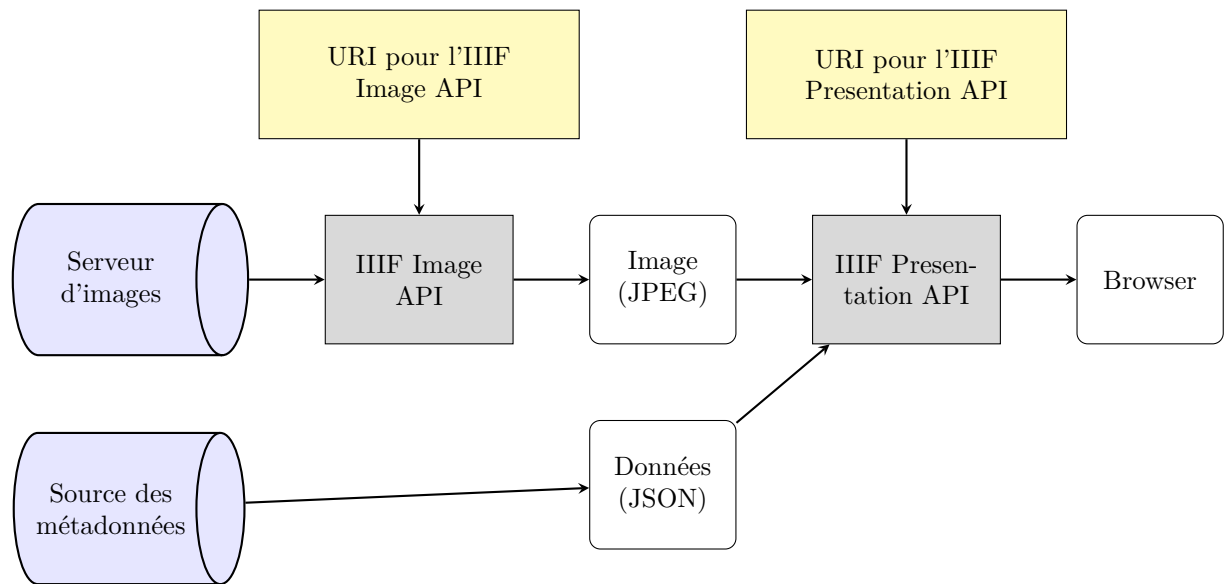 URI pour l'IIIF
Image API
URI pour l'IIIF
Presentation API
Serveur
d'images
IIIF Image
API
Image
(JPEG)
IIIF Presen-
tation API
Browser
Source des
métadonnées
Données
(JSON)